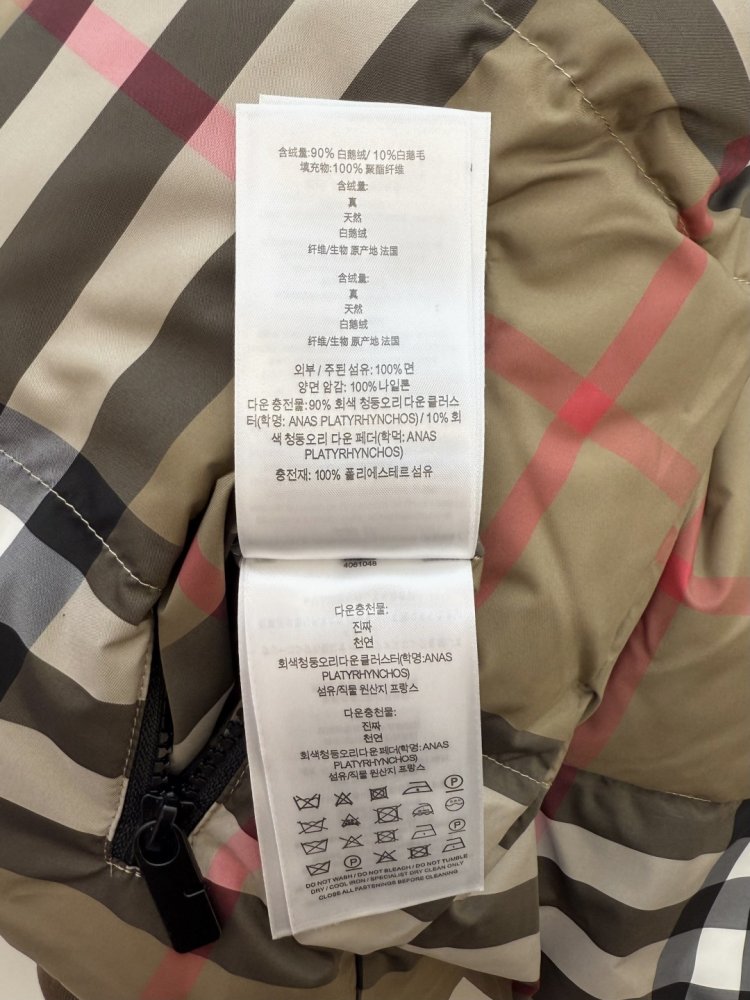 含绒量:90% 白鹅绒/ 10%白鹅毛
填充物:100% 聚酯纤维
含绒量:
真
天然
白鹅绒
纤维/生物 原产地 法国
含绒量:
真
天然
白鹅绒
纤维/生物 原产地 法国
외부 / 주된 섬유: 100% 면
양면 암감: 100% 나일론
다운 충전물: 90% 회색 청둥오리 다운 클러스
터(학명: ANAS PLATYRHYNCHOS) / 10% 회
색 청둥오리 다운 페더(학먹: ANAS
PLATYRHYNCHOS)
충전재: 100% 폴리에스테르 섬유
4061048
다운충천물:
진짜
천연
회색청둥오리다운클러스터(학명:ANAS
PLATYRHYNCHOS)
섬유/직물 원산지 프랑스
다운충전물:
진짜
천연
회색청둥오리다운페더(학명: ANAS
PLATYRHYNCHOS)
섬유/직물 원산지 프랑스
P
P
P
DO NOT WASH / DO NOT BLEACH / DO NOT TUMBLE
DRY / COOL IRON / SPECIALIST DRY CLEAN ONLY
CLOSE ALL FASTENINGS BEFORE CLEANING